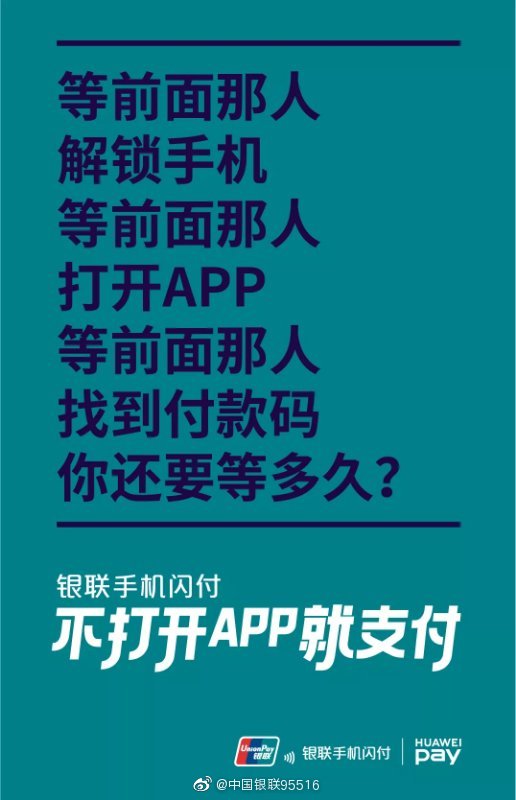 等前面那人
解锁手机
等前面那人
打开APP
等前面那人
找到付款码
你还要等多久?
银联手机闪付
不打开APP就支付
UnionPay
银联
银联手机闪付
HUAWEI
pay
@中国银联95516